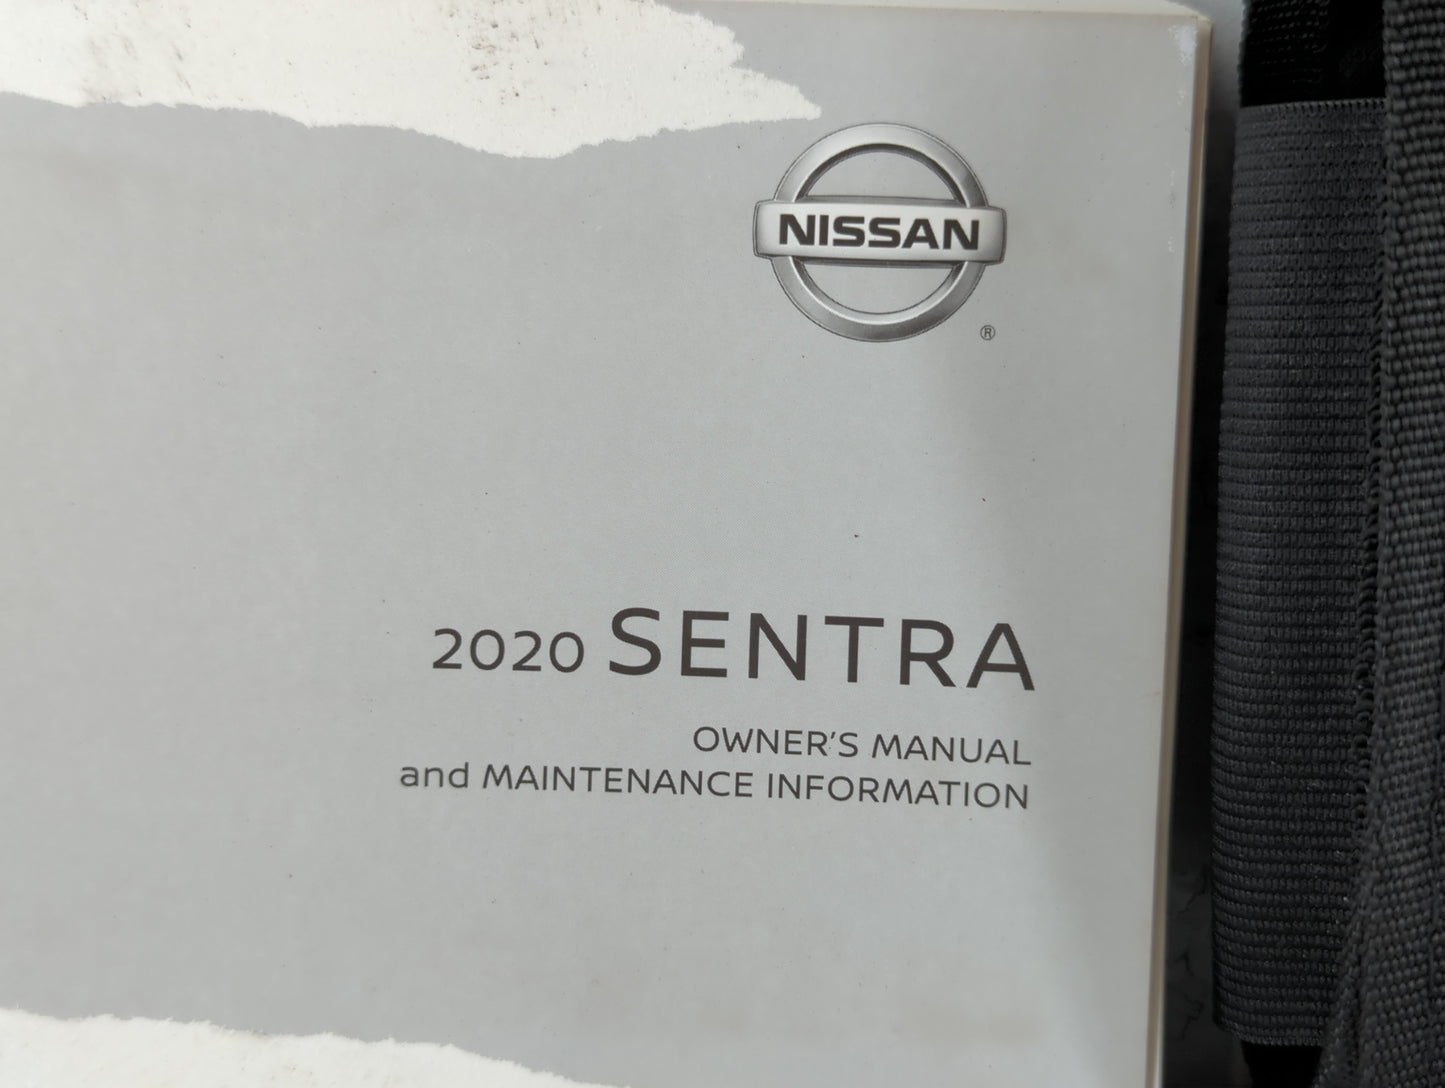 NISSAN
®
2020 SENTRA
OWNER'S MANUAL
and MAINTENANCE INFORMATION